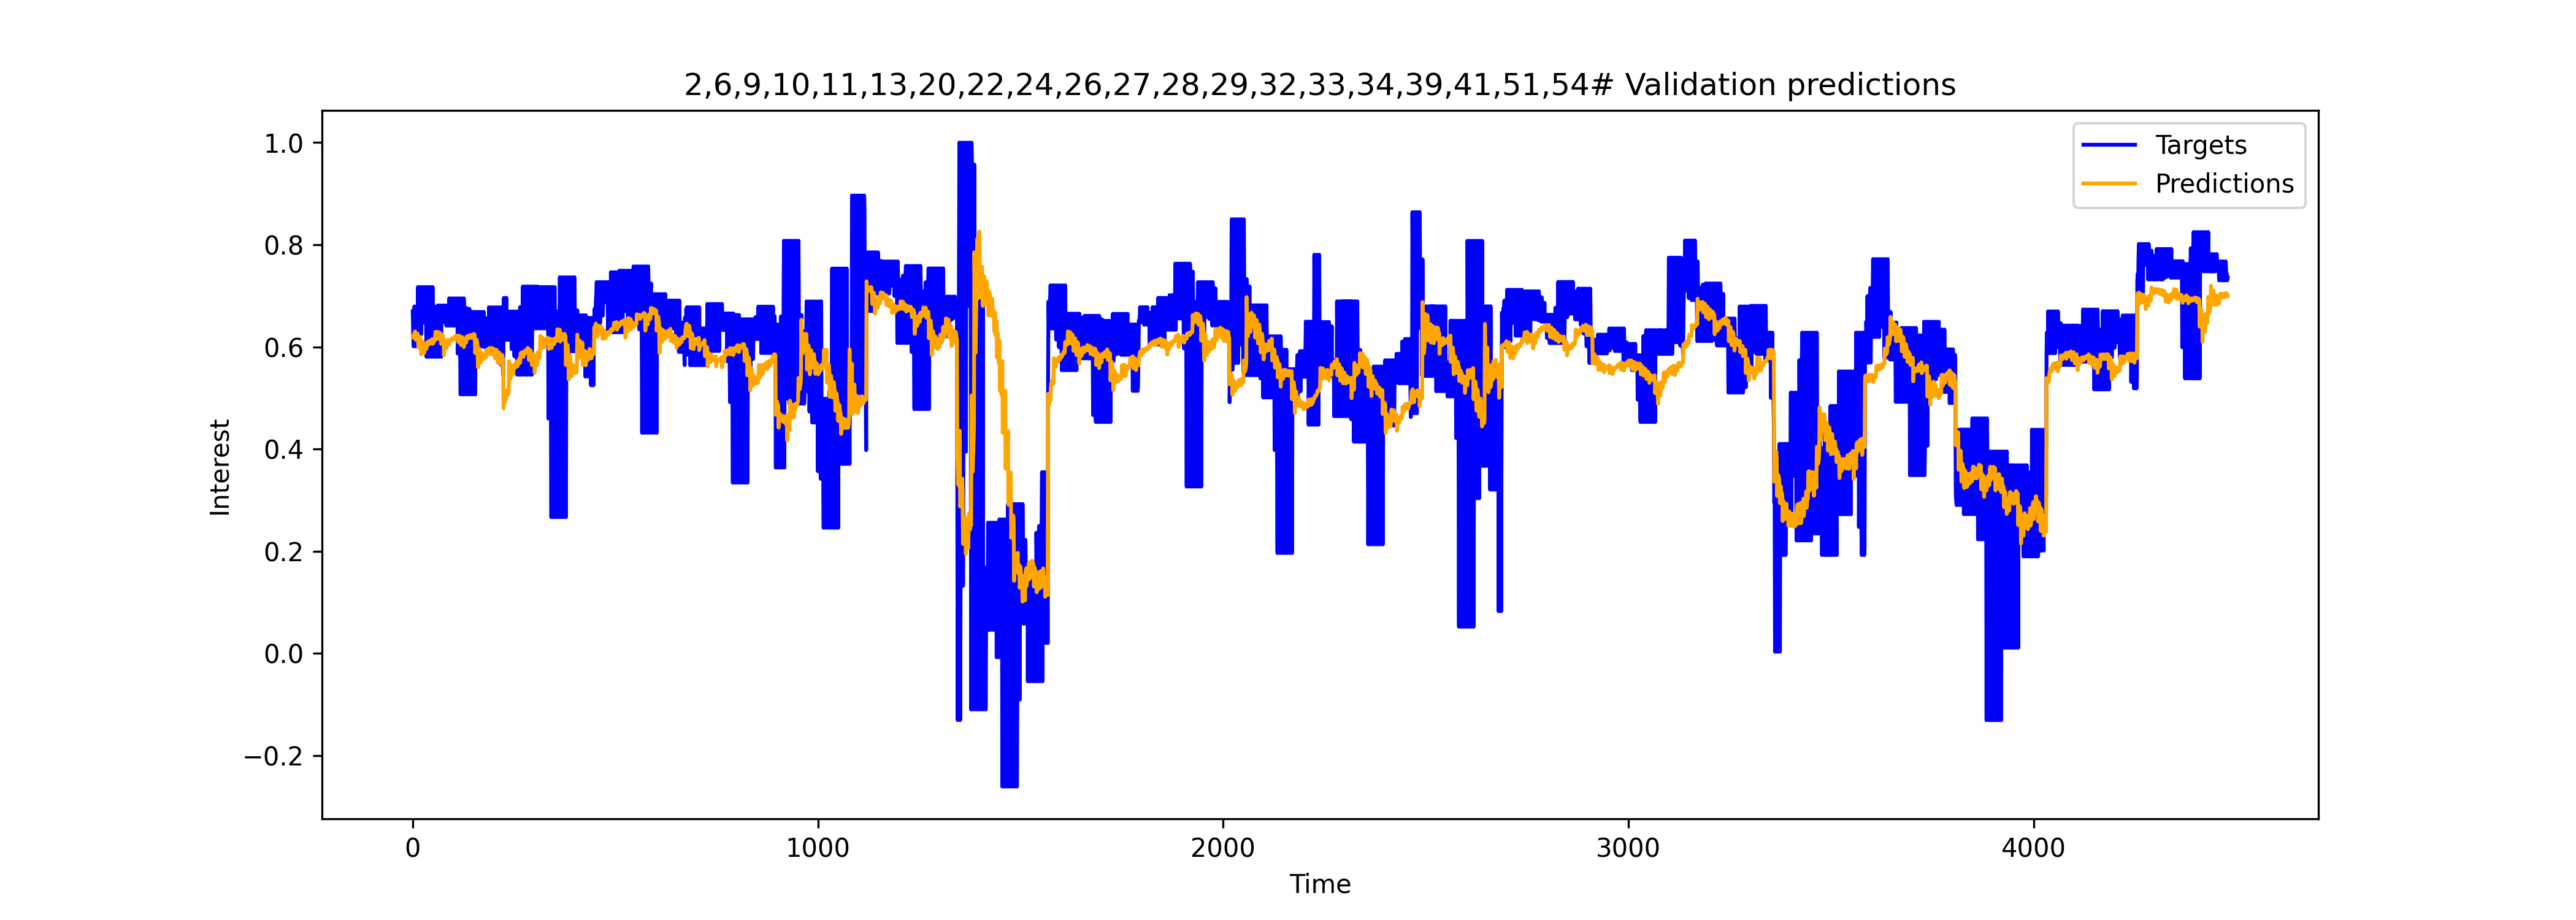 2,6,9,10,11,13,20,22,24,26,27,28,29,32,33,34,39,41,51,54# Validation predictions
Targets
Predictions
1.0
0.8
0.6
0.4
0.2
0.0
−0.2
Interest
0
1000
2000
3000
4000
Time